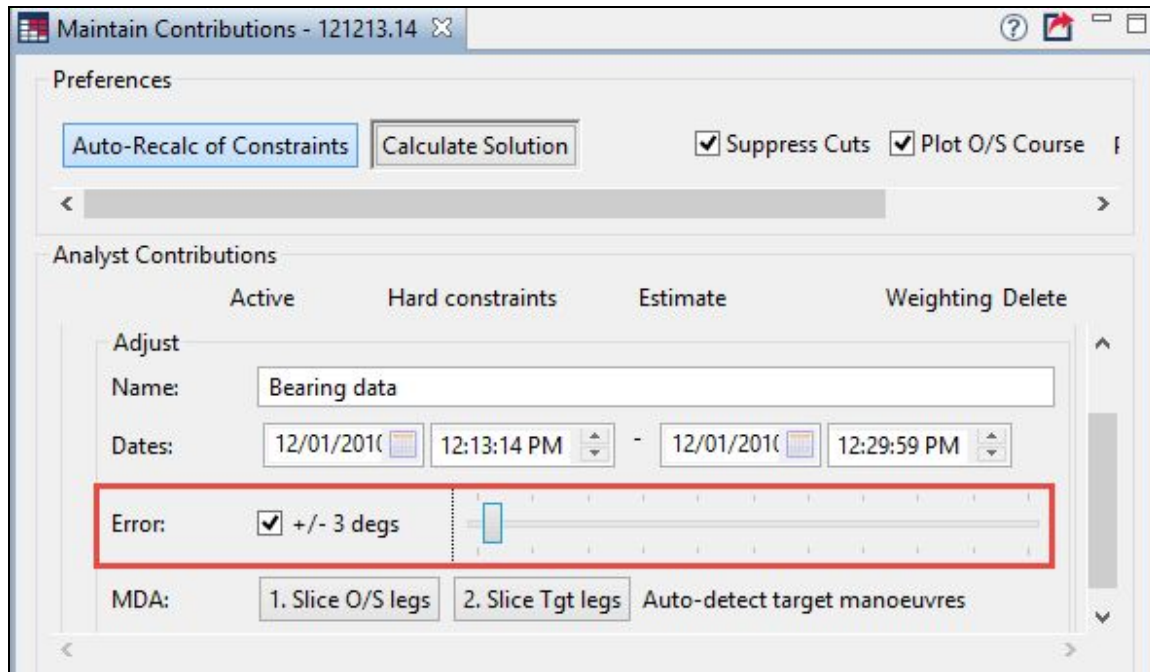 Maintain Contributions - 121213.14
Preferences
Auto-Recalc of Constraints Calculate Solution Suppress Cuts Plot O/S Course
Analyst Contributions
Active Hard constraints Estimate Weighting Delete
Adjust
Name: Bearing data
Dates: 12/01/2010 12:13:14 PM - 12/01/2010 12:29:59 PM
Error: +/- 3 degs
MDA: 1. Slice O/S legs 2. Slice Tgt legs Auto-detect target manoeuvres